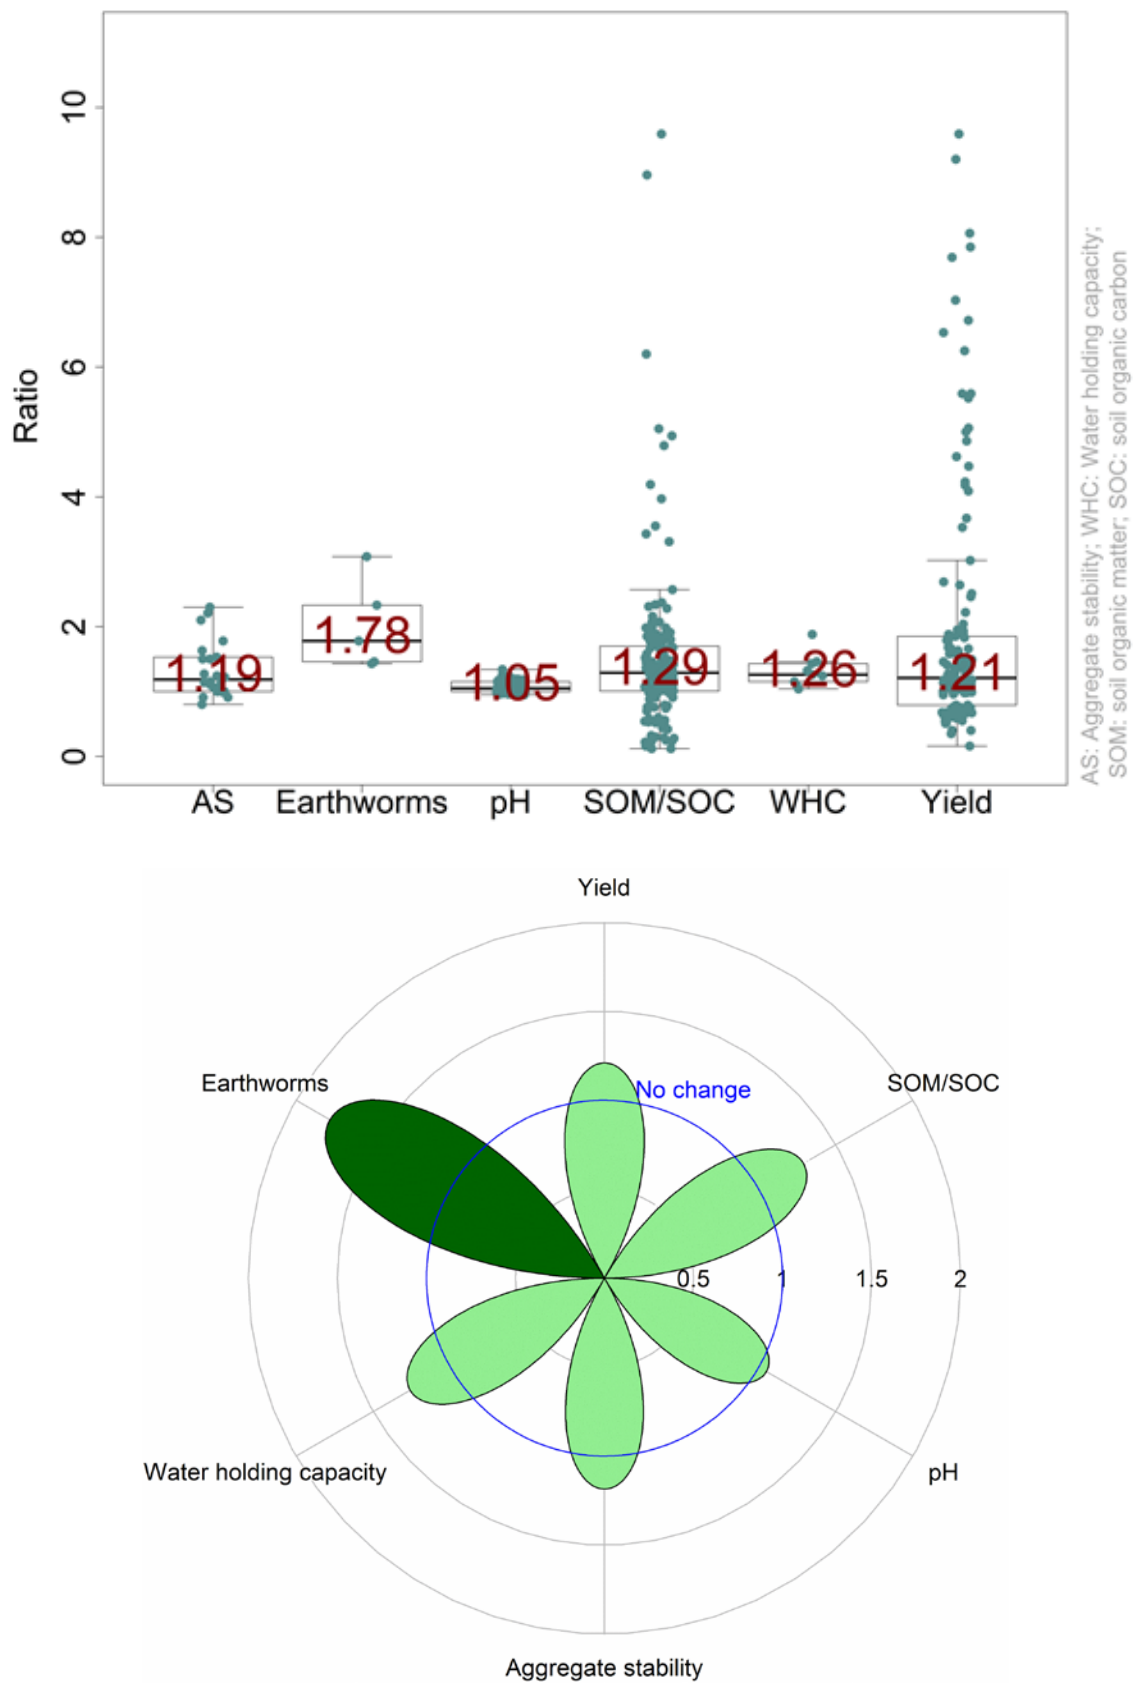 10
8
6
4
2
0
Ratio
1.19
1.78
1.05
1.29
1.26
1.21
AS
Earthworms
pH
SOM/SOC
WHC
Yield
AS: Aggregate stability; WHC: Water holding capacity;
SOM: soil organic matter; SOC: soil organic carbon
Yield
Earthworms
No change
SOM/SOC
0.5
1
1.5
2
Water holding capacity
pH
Aggregate stability